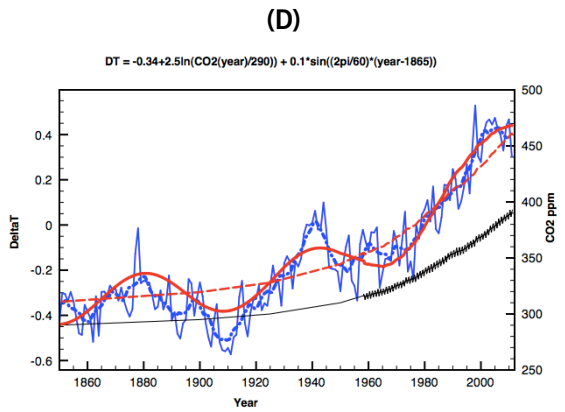 (D)
DT = -0.34+2.5ln(CO2(year)/290)) + 0.1*sin((2pi/60)*(year-1865))
500
0.4
450
0.2
400
0
DeltaT
CO2 ppm
-0.2
350
-0.4
300
-0.6
250
1860 1880 1900 1920 1940 1960 1980 2000
Year